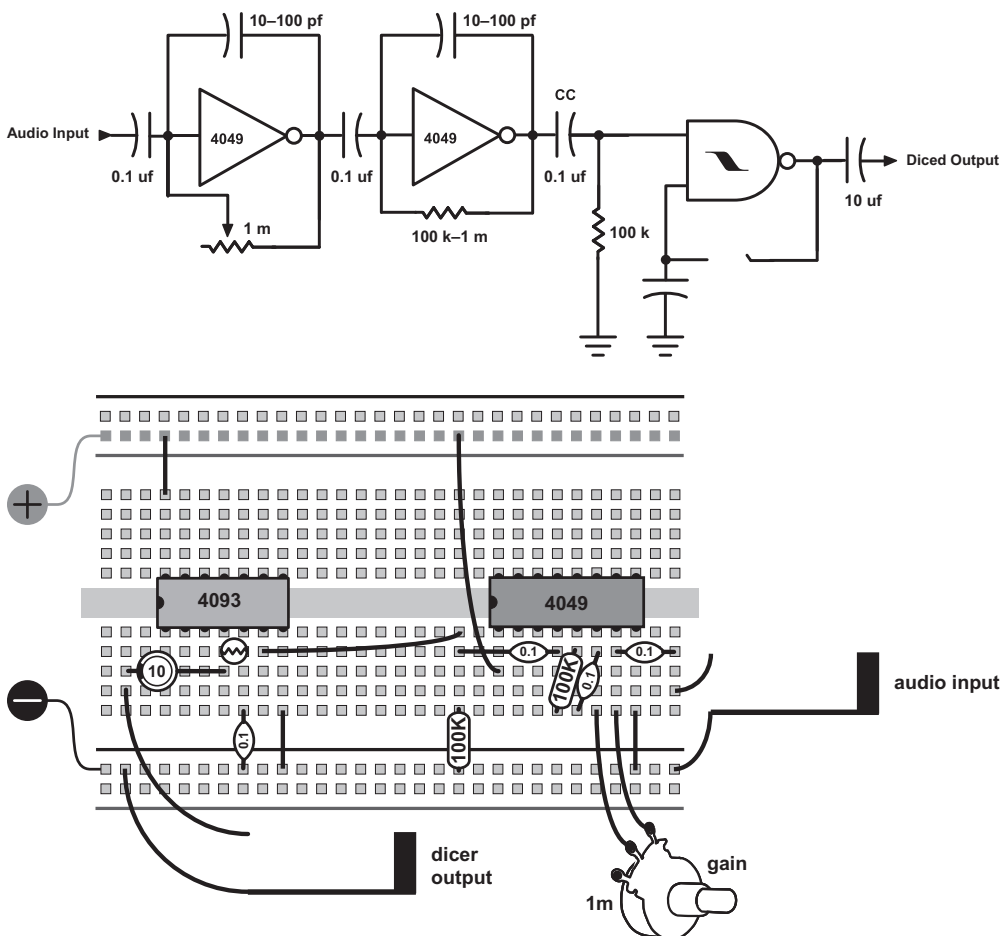 10–100 pf
10–100 pf
CC
Audio Input
4049
4049
Diced Output
0.1 uf
0.1 uf
0.1 uf
10 uf
1 m
100 k–1 m
100 k
+
4093
4049
0.1
0.1
10
100K
0.1
−
audio input
0.1
100K
dicer
output
gain
1m